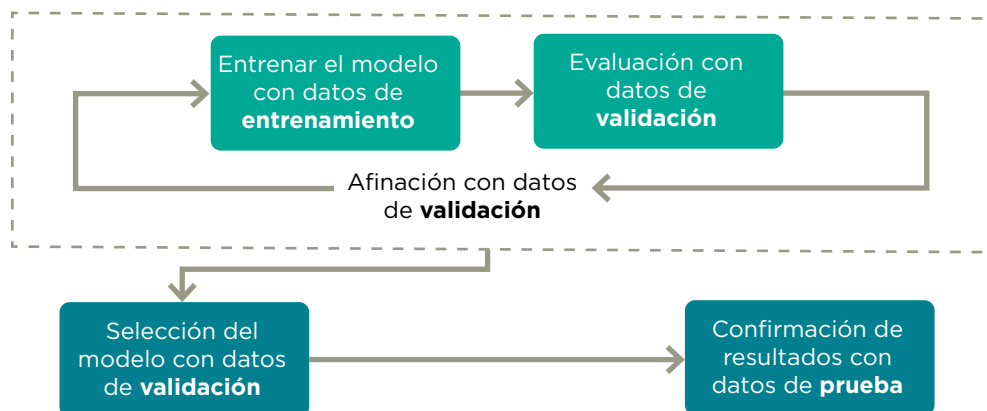 Entrenar el modelo
con datos de
entrenamiento
Evaluación con
datos de
validación
Afinación con datos
de validación
Selección del
modelo con datos
de validación
Confirmación de
resultados con
datos de prueba